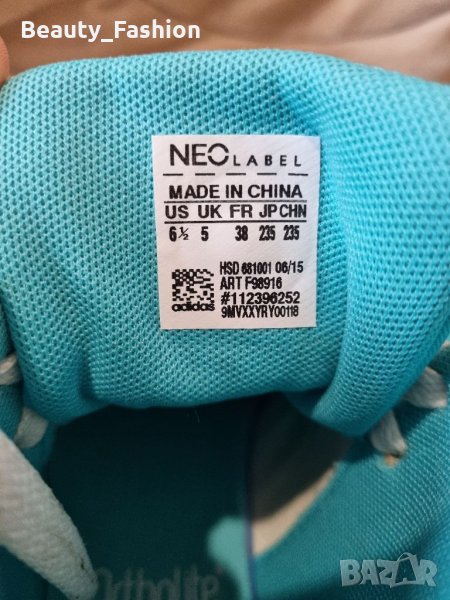 Beauty_Fashion
NEO LABEL
MADE IN CHINA
US UK FR JP CHN
6½ 5 38 235 235
HSD 681001 06/15
ART F98916
#112396252
adidas 9MVXXYRY00118
Ortholite
BAZAR